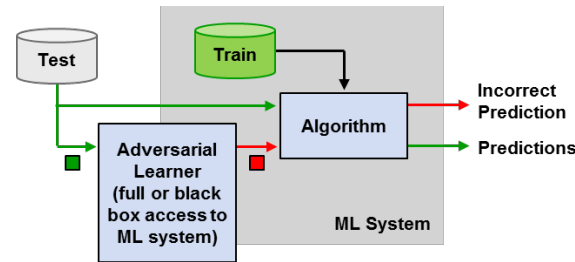 Test
Train
Algorithm
Incorrect
Prediction
Predictions
Adversarial
Learner
(full or black
box access to
ML system)
ML System